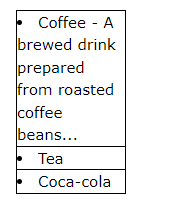 • Coffee - A
brewed drink
prepared
from roasted
coffee
beans...
• Tea
• Coca-cola